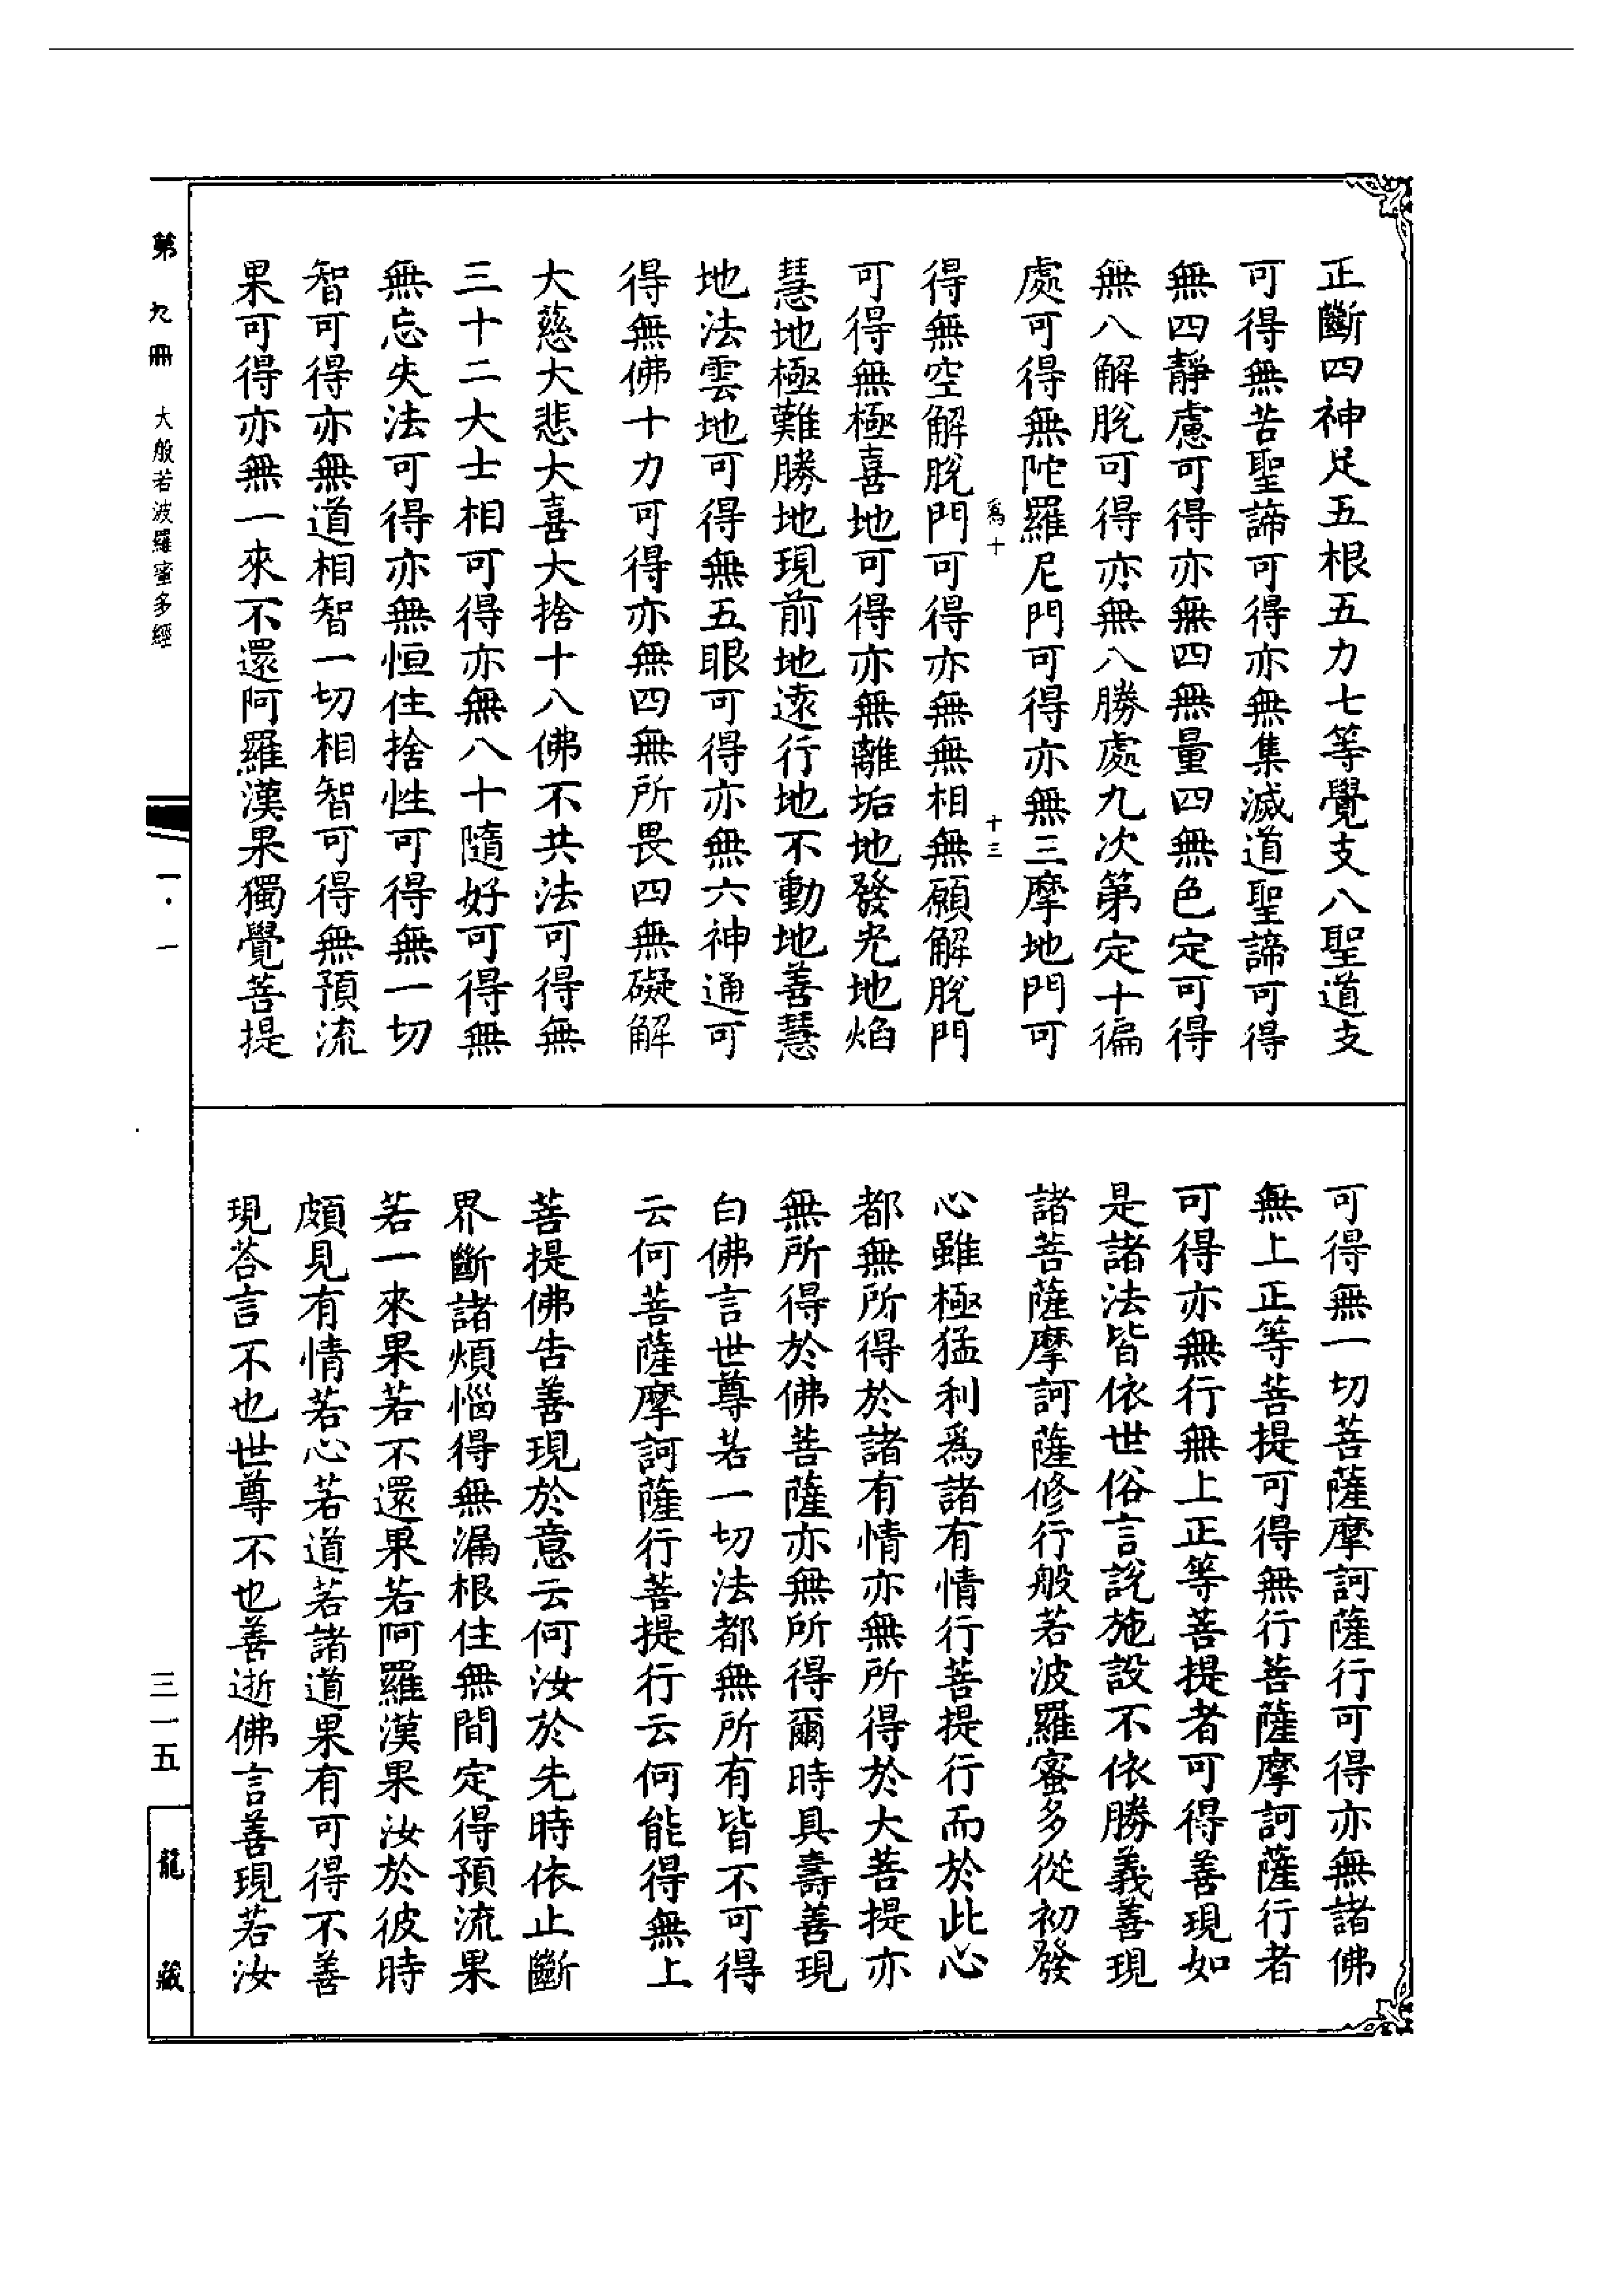 正斷四神足五根五力七等覺支八聖道支
可得無苦聖諦可得亦無集滅道聖諦可得
無四靜慮可得亦無四無量四無色定可得
無八解脫可得亦無八勝處九次第定十徧
處可得無陀羅尼門可得亦無三摩地門可
爲十 十三
得無空解脫門可得亦無無相無願解脫門
可得無極喜地可得亦無離垢地發光地焰
慧地極難勝地現前地遠行地不動地善慧
地法雲地可得無五眼可得亦無六神通可
得無佛十力可得亦無四無所畏四無礙解
大慈大悲大喜大捨十八佛不共法可得無
三十二大士相可得亦無八十隨好可得無
無忘失法可得亦無恒住捨性可得無一切
智可得亦無道相智一切相智可得無預流
果可得亦無一來不還阿羅漢果獨覺菩提
可得無一切菩薩摩訶薩行可得亦無諸佛
無上正等菩提可得無行菩薩摩訶薩行者
可得亦無行無上正等菩提者可得善現如
是諸法皆依世俗言說施設不依勝義善現
諸菩薩摩訶薩修行般若波羅蜜多從初發
心雖極猛利爲諸有情行菩提行而於此心
都無所得於諸有情亦無所得於大菩提亦
無所得於佛菩薩亦無所得爾時具壽善現
白佛言世尊若一切法都無所有皆不可得
云何菩薩摩訶薩行菩提行云何能得無上
菩提佛告善現於意云何汝於先時依止斷
界斷諸煩惱得無漏根住無間定得預流果
若一來果若不還果若阿羅漢果汝於彼時
頗見有情若心若道若諸道果有可得不善
現荅言不也世尊不也善逝佛言善現若汝
第九冊 大般若波羅蜜多經
一·一
三一五
龍藏